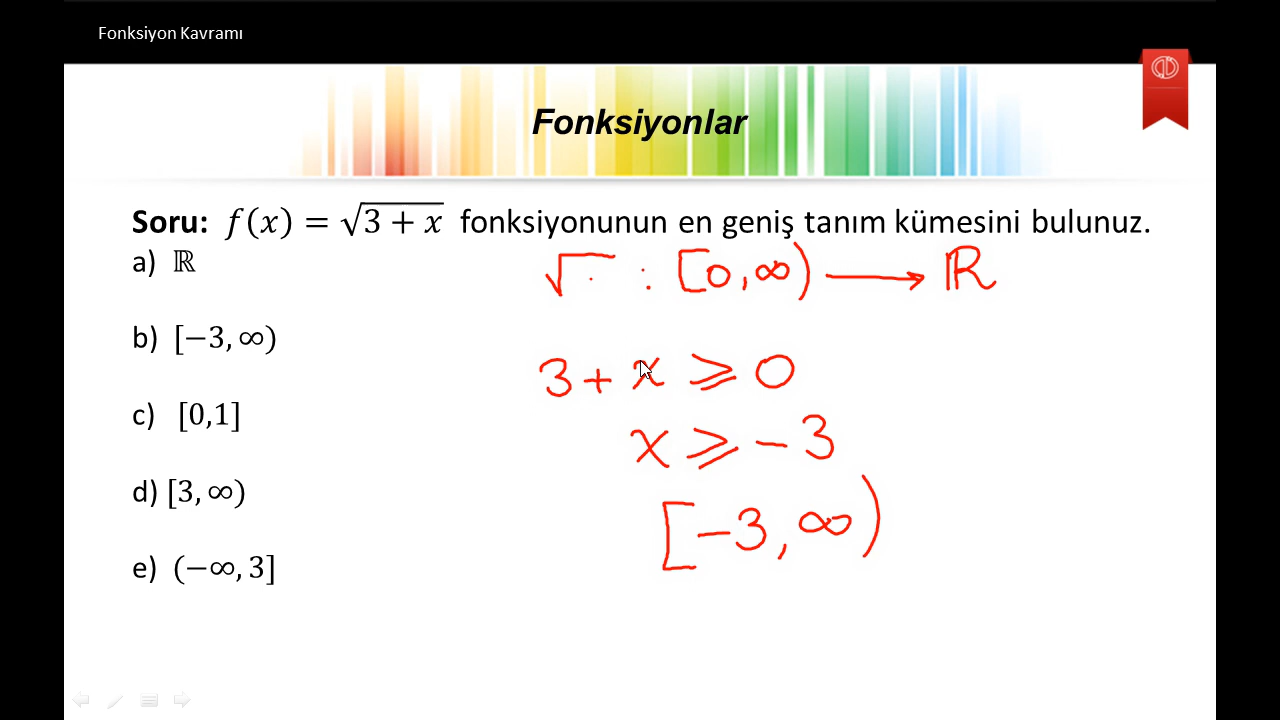 Fonksiyon Kavramı
Fonksiyonlar
Soru: f(x) = √(3 + x) fonksiyonunun en geniş tanım kümesini bulunuz.
a) ℝ
√· : [0, ∞) ⟶ ℝ
b) [−3, ∞)
3 + x ⩾ 0
c) [0,1]
x ⩾ −3
d) [3, ∞)
[−3, ∞)
e) (−∞, 3]